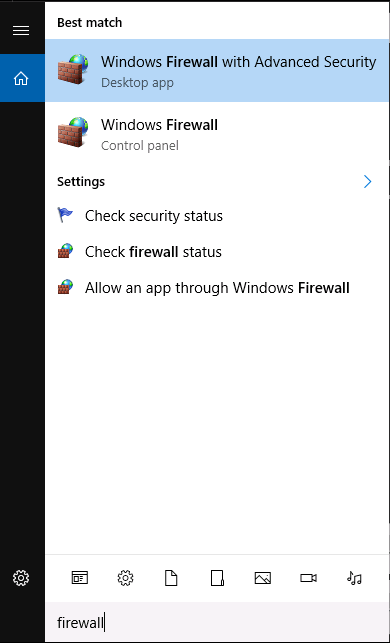 Best match
Windows Firewall with Advanced Security
Desktop app
Windows Firewall
Control panel
Settings
Check security status
Check firewall status
Allow an app through Windows Firewall
firewall